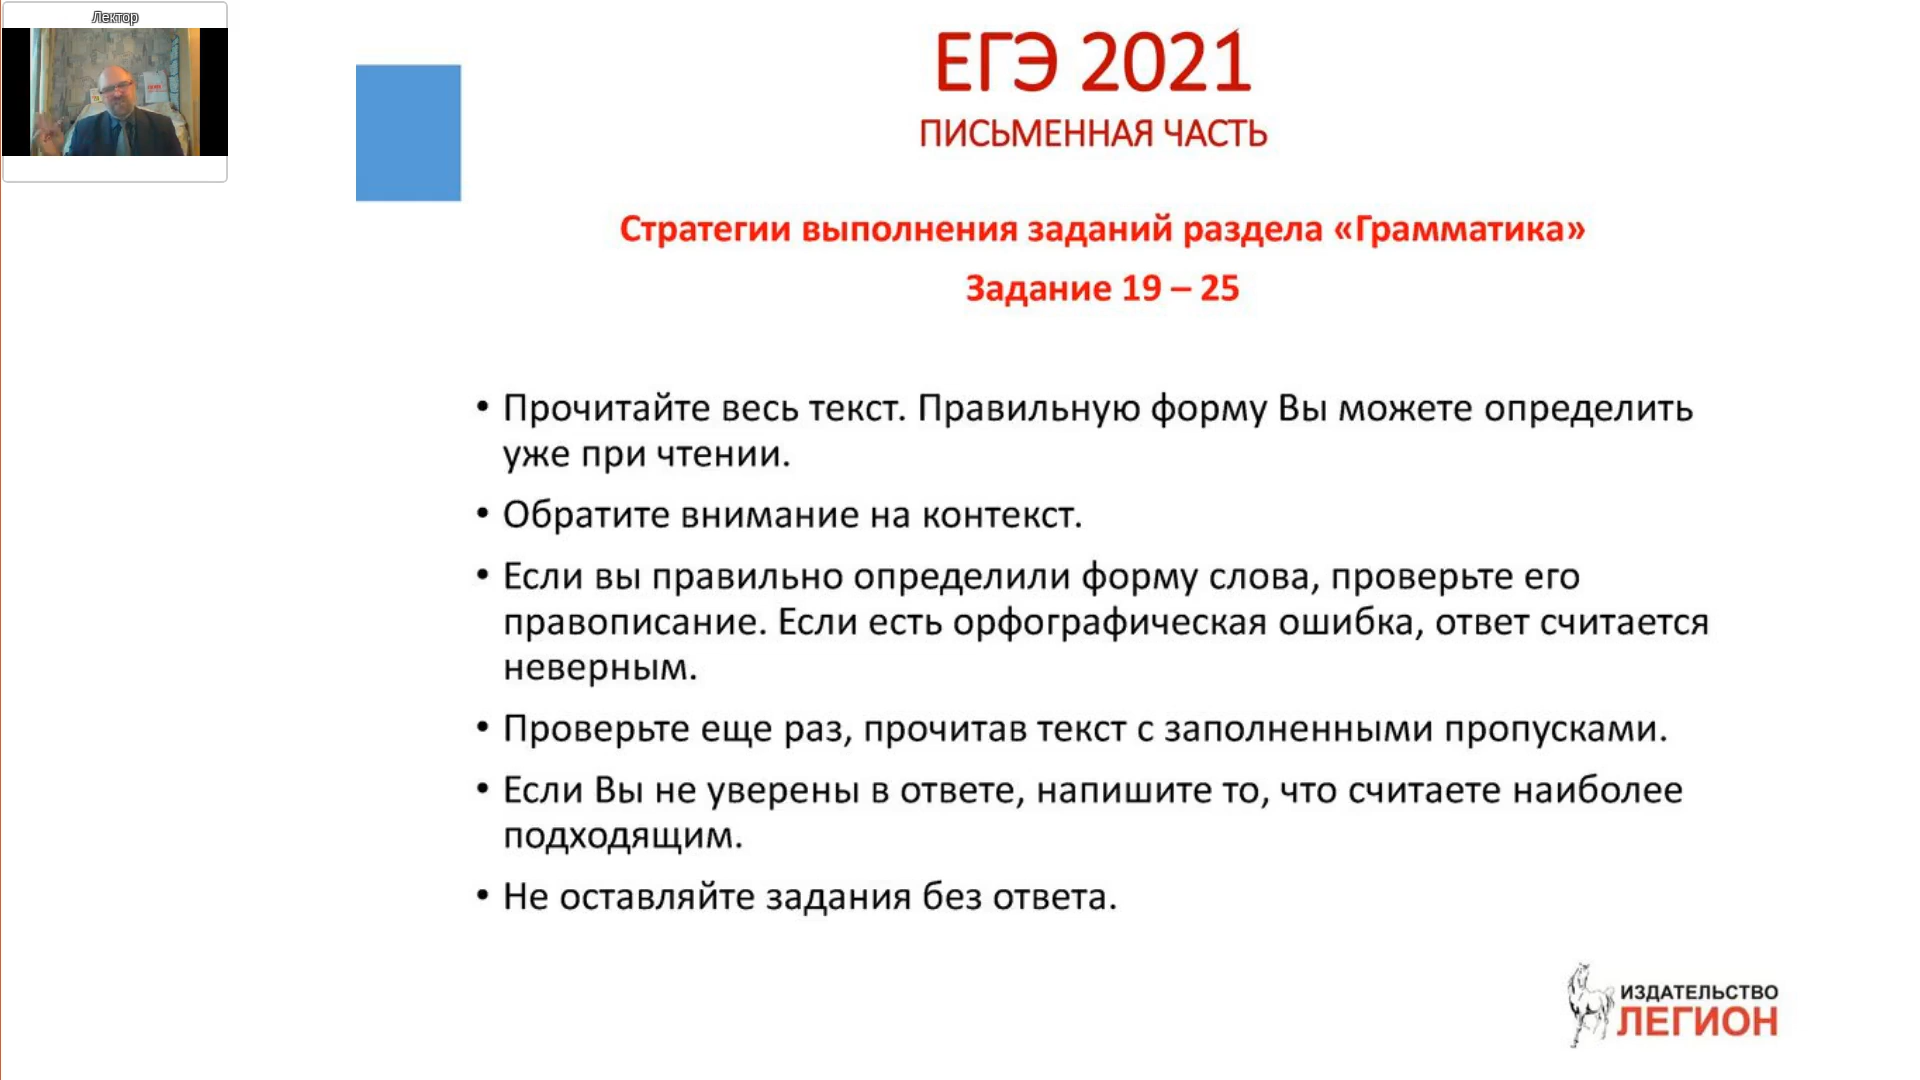 Лектор
ЕГЭ 2021
ПИСЬМЕННАЯ ЧАСТЬ
Стратегии выполнения заданий раздела «Грамматика»
Задание 19 – 25
• Прочитайте весь текст. Правильную форму Вы можете определить
уже при чтении.
• Обратите внимание на контекст.
• Если вы правильно определили форму слова, проверьте его
правописание. Если есть орфографическая ошибка, ответ считается
неверным.
• Проверьте еще раз, прочитав текст с заполненными пропусками.
• Если Вы не уверены в ответе, напишите то, что считаете наиболее
подходящим.
• Не оставляйте задания без ответа.
ИЗДАТЕЛЬСТВО
ЛЕГИОН